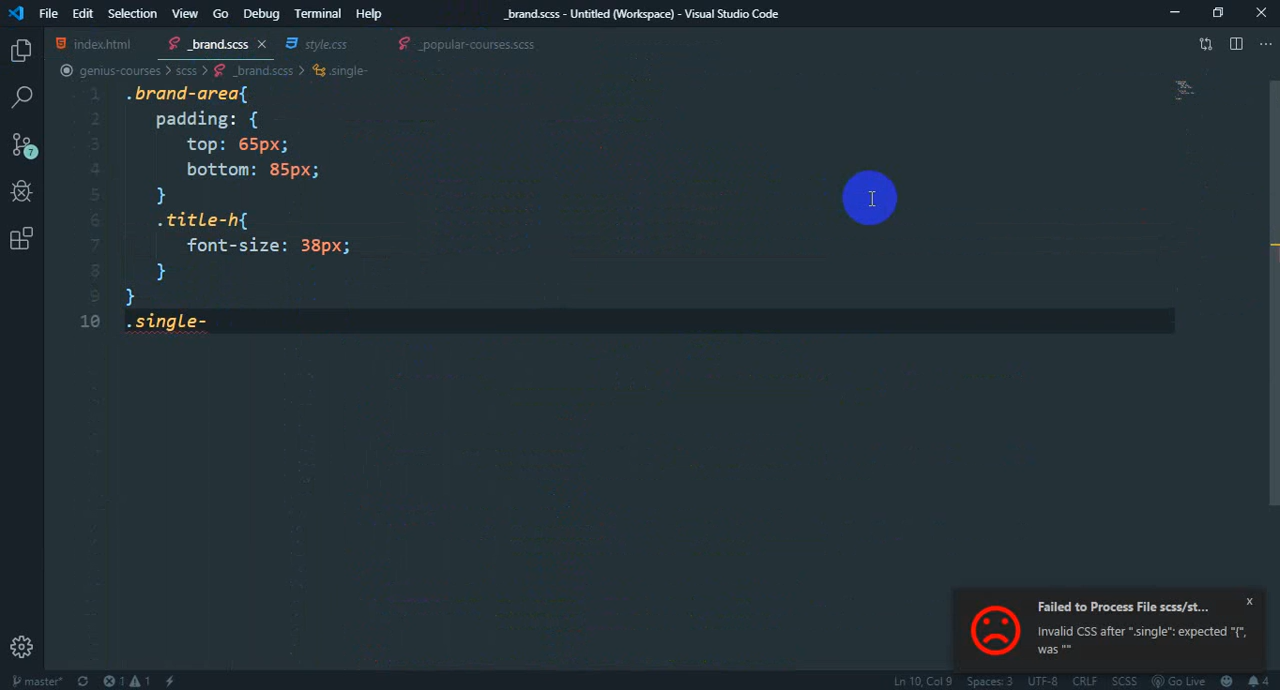 File Edit Selection View Go Debug Terminal Help _brand.scss - Untitled (Workspace) - Visual Studio Code
index.html _brand.scss style.css _popular-courses.scss
genius-courses > scss > _brand.scss > .single-
1 .brand-area{
2 padding: {
3 top: 65px;
4 bottom: 85px;
5 }
6 .title-h{
7 font-size: 38px;
8 }
9 }
10 .single-
7
Failed to Process File scss/st... x
Invalid CSS after ".single": expected "{",
was ""
master* 1 1 Ln 10, Col 9 Spaces: 3 UTF-8 CRLF SCSS Go Live 4